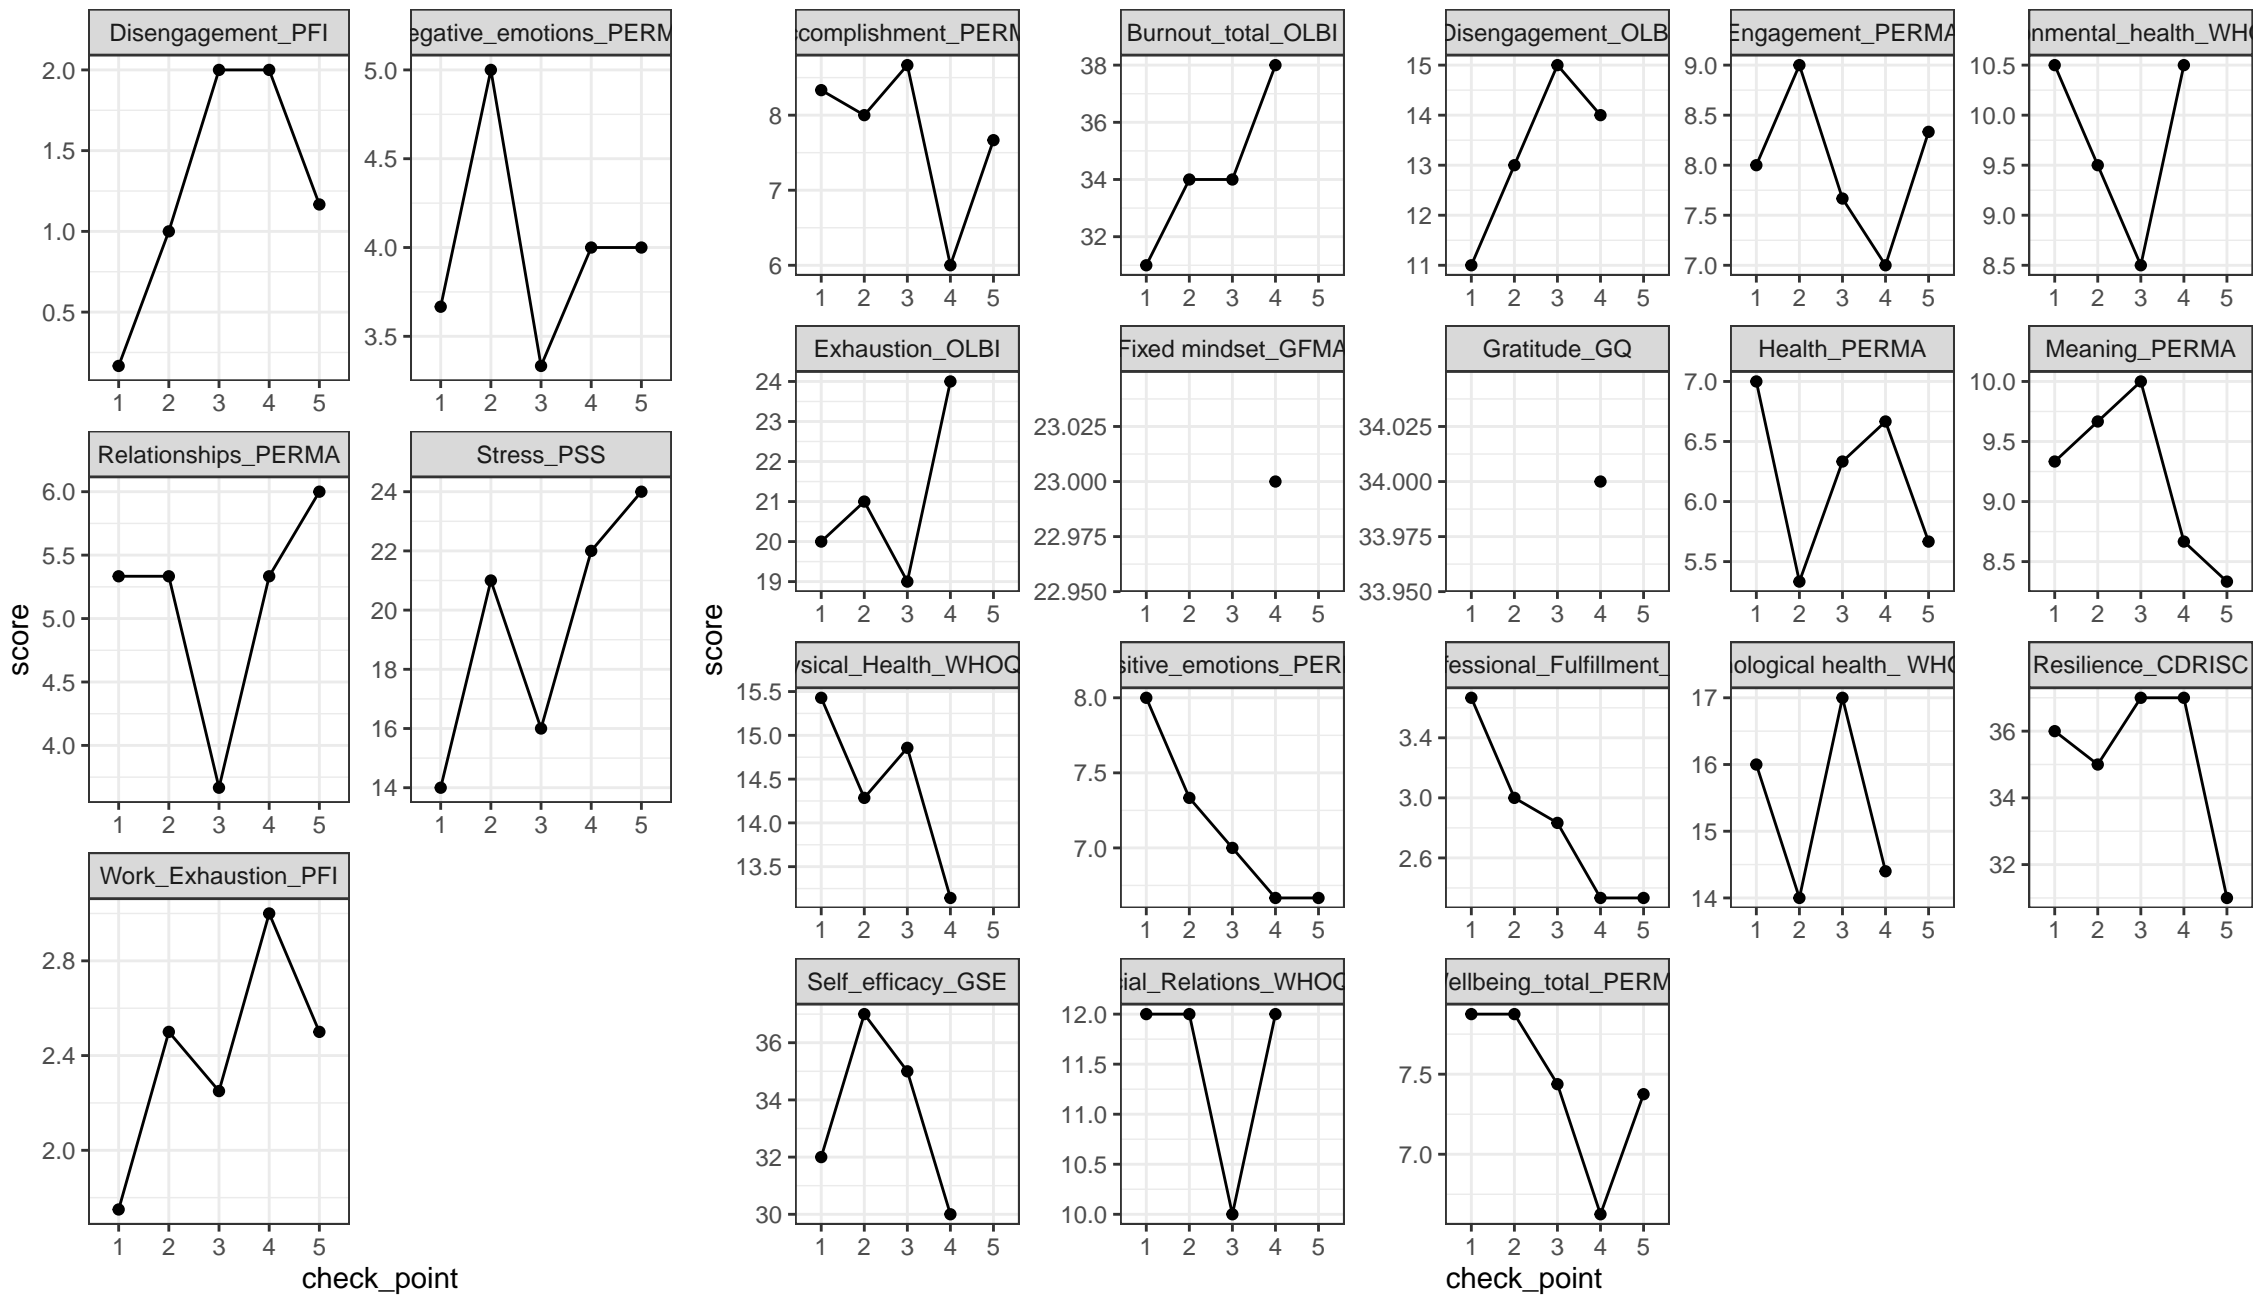 Disengagement_PFI
egative_emotions_PERM
2.0
1.5
1.0
0.5
1 2 3 4 5
5.0
4.5
4.0
3.5
1 2 3 4 5
Relationships_PERMA
Stress_PSS
6.0
5.5
5.0
4.5
4.0
1 2 3 4 5
24
22
20
18
16
14
1 2 3 4 5
Work_Exhaustion_PFI
2.8
2.4
2.0
1 2 3 4 5
score
check_point
ccomplishment_PERM
Burnout_total_OLBI
Disengagement_OLB
Engagement_PERMA
nmental_health_WHO
8
7
6
1 2 3 4 5
38
36
34
32
1 2 3 4 5
15
14
13
12
11
1 2 3 4 5
9.0
8.5
8.0
7.5
7.0
1 2 3 4 5
10.5
10.0
9.5
9.0
8.5
1 2 3 4 5
Exhaustion_OLBI
Fixed mindset_GFMA
Gratitude_GQ
Health_PERMA
Meaning_PERMA
24
23
22
21
20
19
1 2 3 4 5
23.025
23.000
22.975
22.950
1 2 3 4 5
34.025
34.000
33.975
33.950
1 2 3 4 5
7.0
6.5
6.0
5.5
1 2 3 4 5
10.0
9.5
9.0
8.5
1 2 3 4 5
ysical_Health_WHOQ
sitive_emotions_PER
fessional_Fulfillment_
ological health_ WHO
Resilience_CDRISC
15.5
15.0
14.5
14.0
13.5
1 2 3 4 5
8.0
7.5
7.0
1 2 3 4 5
3.4
3.0
2.6
1 2 3 4 5
17
16
15
14
1 2 3 4 5
36
34
32
1 2 3 4 5
Self_efficacy_GSE
cial_Relations_WHOQ
Wellbeing_total_PERM
36
34
32
30
1 2 3 4 5
12.0
11.5
11.0
10.5
10.0
1 2 3 4 5
7.5
7.0
1 2 3 4 5
score
check_point